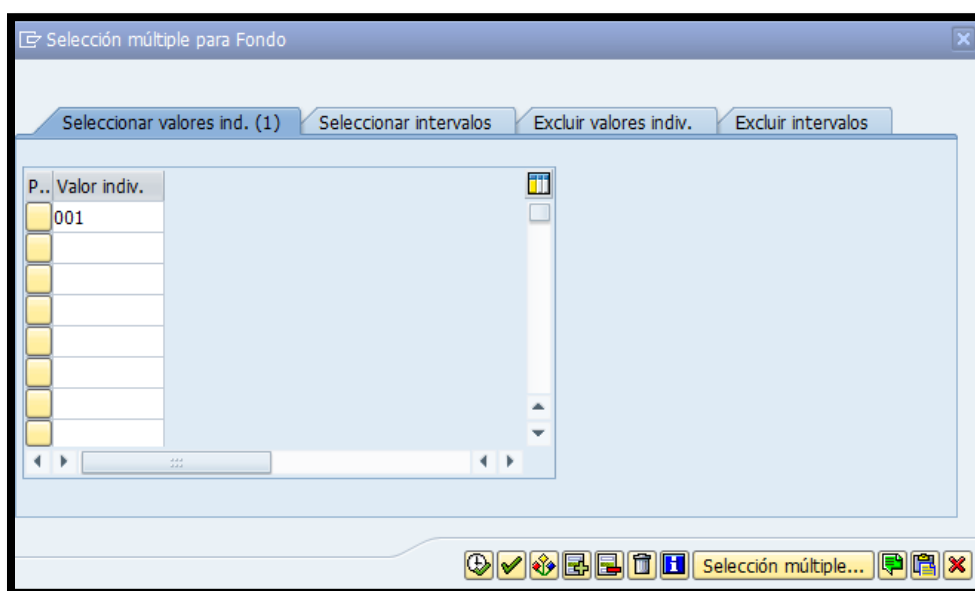 Selección múltiple para Fondo
Seleccionar valores ind. (1) Seleccionar intervalos Excluir valores indiv. Excluir intervalos
P.. Valor indiv.
001
Selección múltiple...